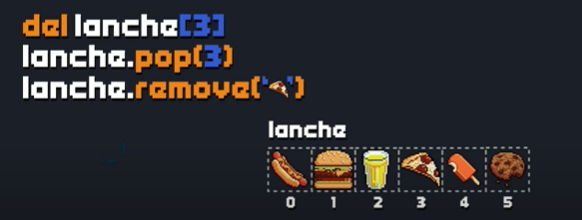 del lanche[3]
lanche.pop(3)
lanche.remove('🍕')
lanche
0 1 2 3 4 5